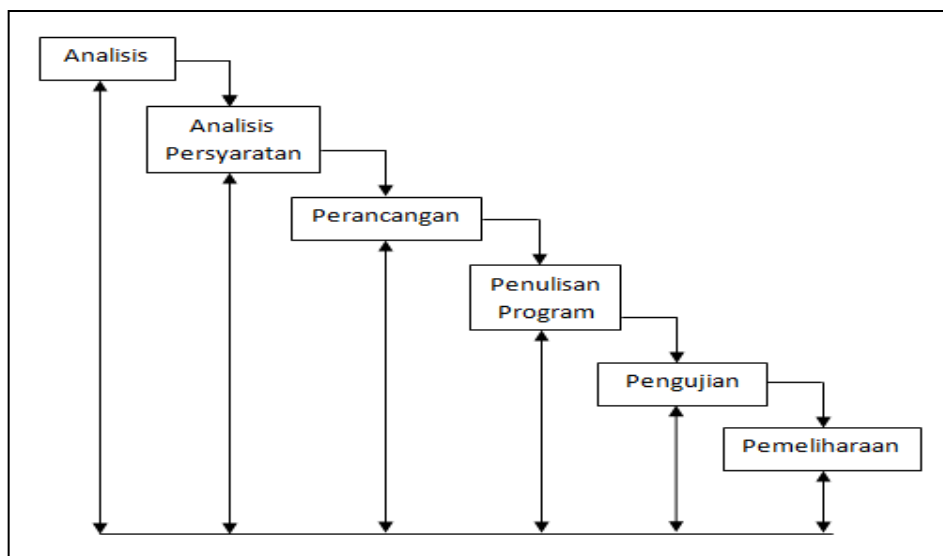 Analisis
Analisis
Persyaratan
Perancangan
Penulisan
Program
Pengujian
Pemeliharaan